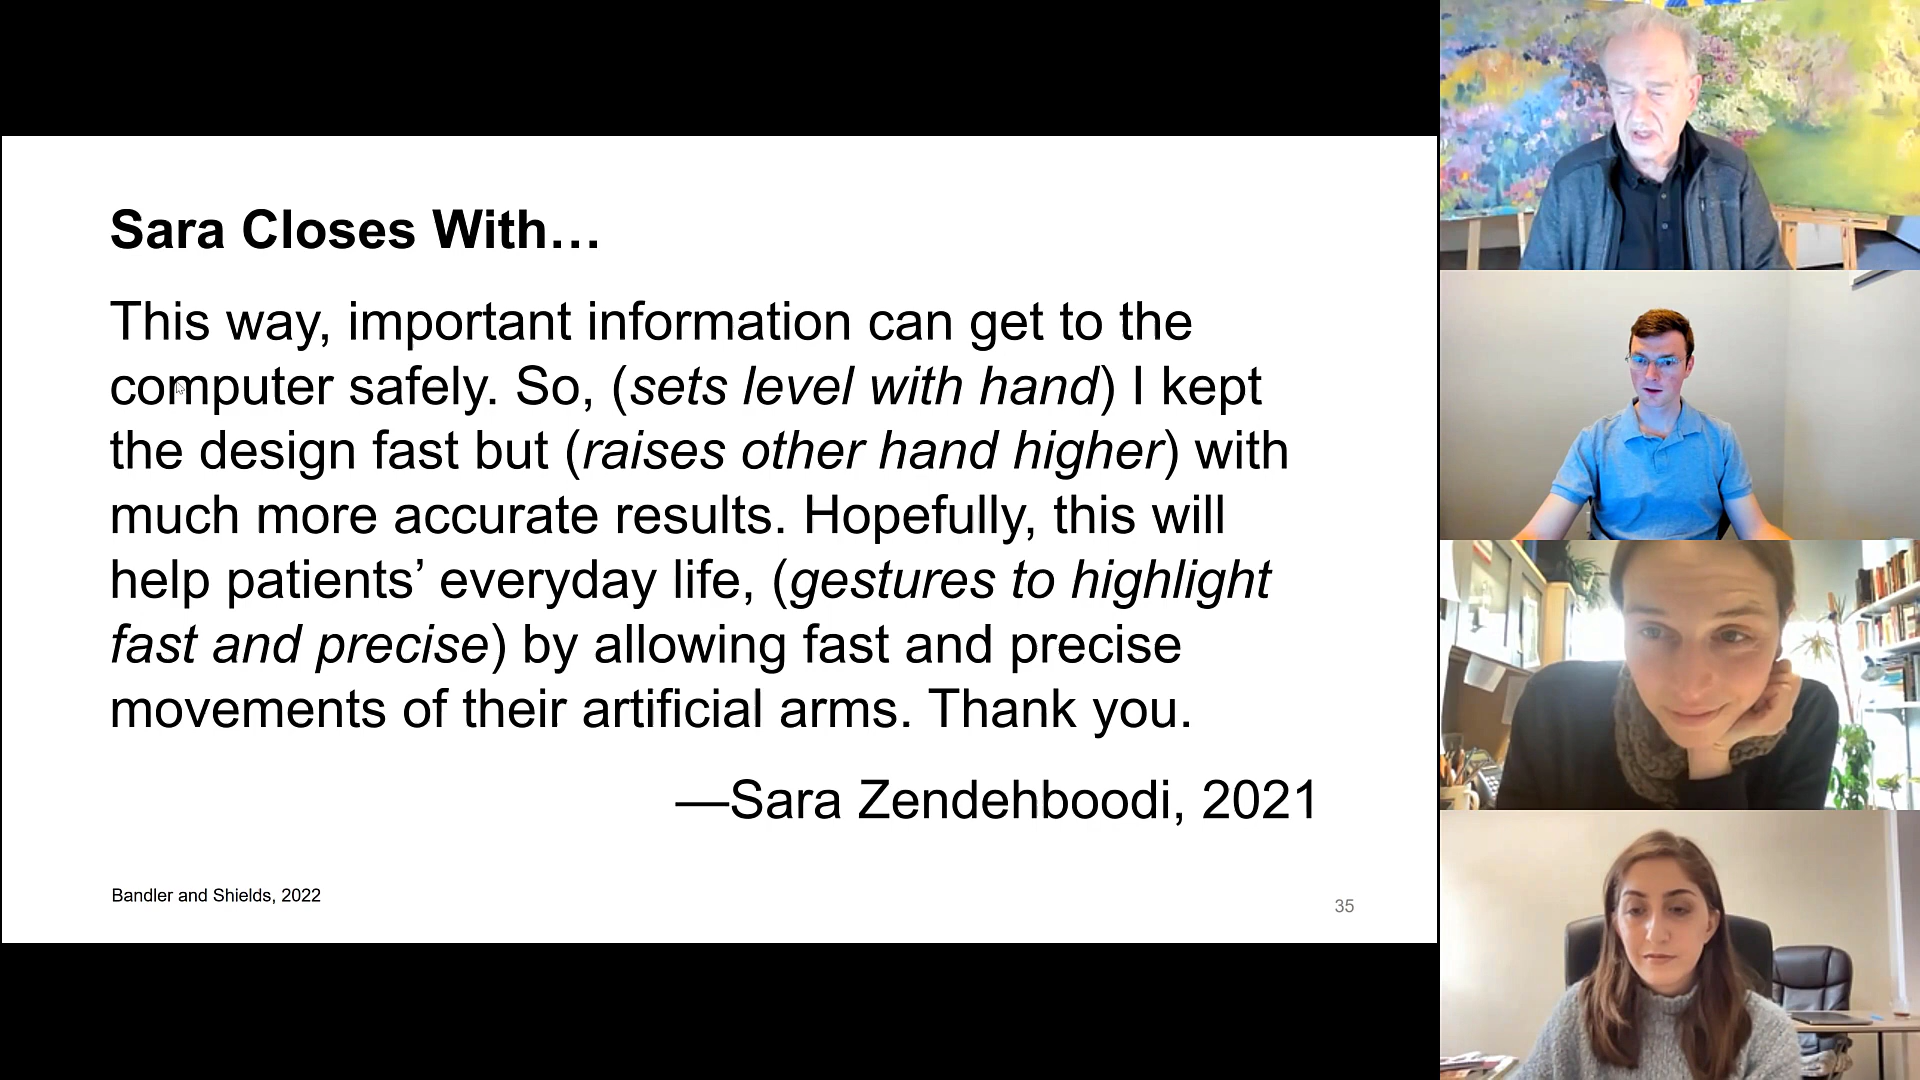 Sara Closes With…
This way, important information can get to the
computer safely. So, (sets level with hand) I kept
the design fast but (raises other hand higher) with
much more accurate results. Hopefully, this will
help patients’ everyday life, (gestures to highlight
fast and precise) by allowing fast and precise
movements of their artificial arms. Thank you.
—Sara Zendehboodi, 2021
Bandler and Shields, 2022
35